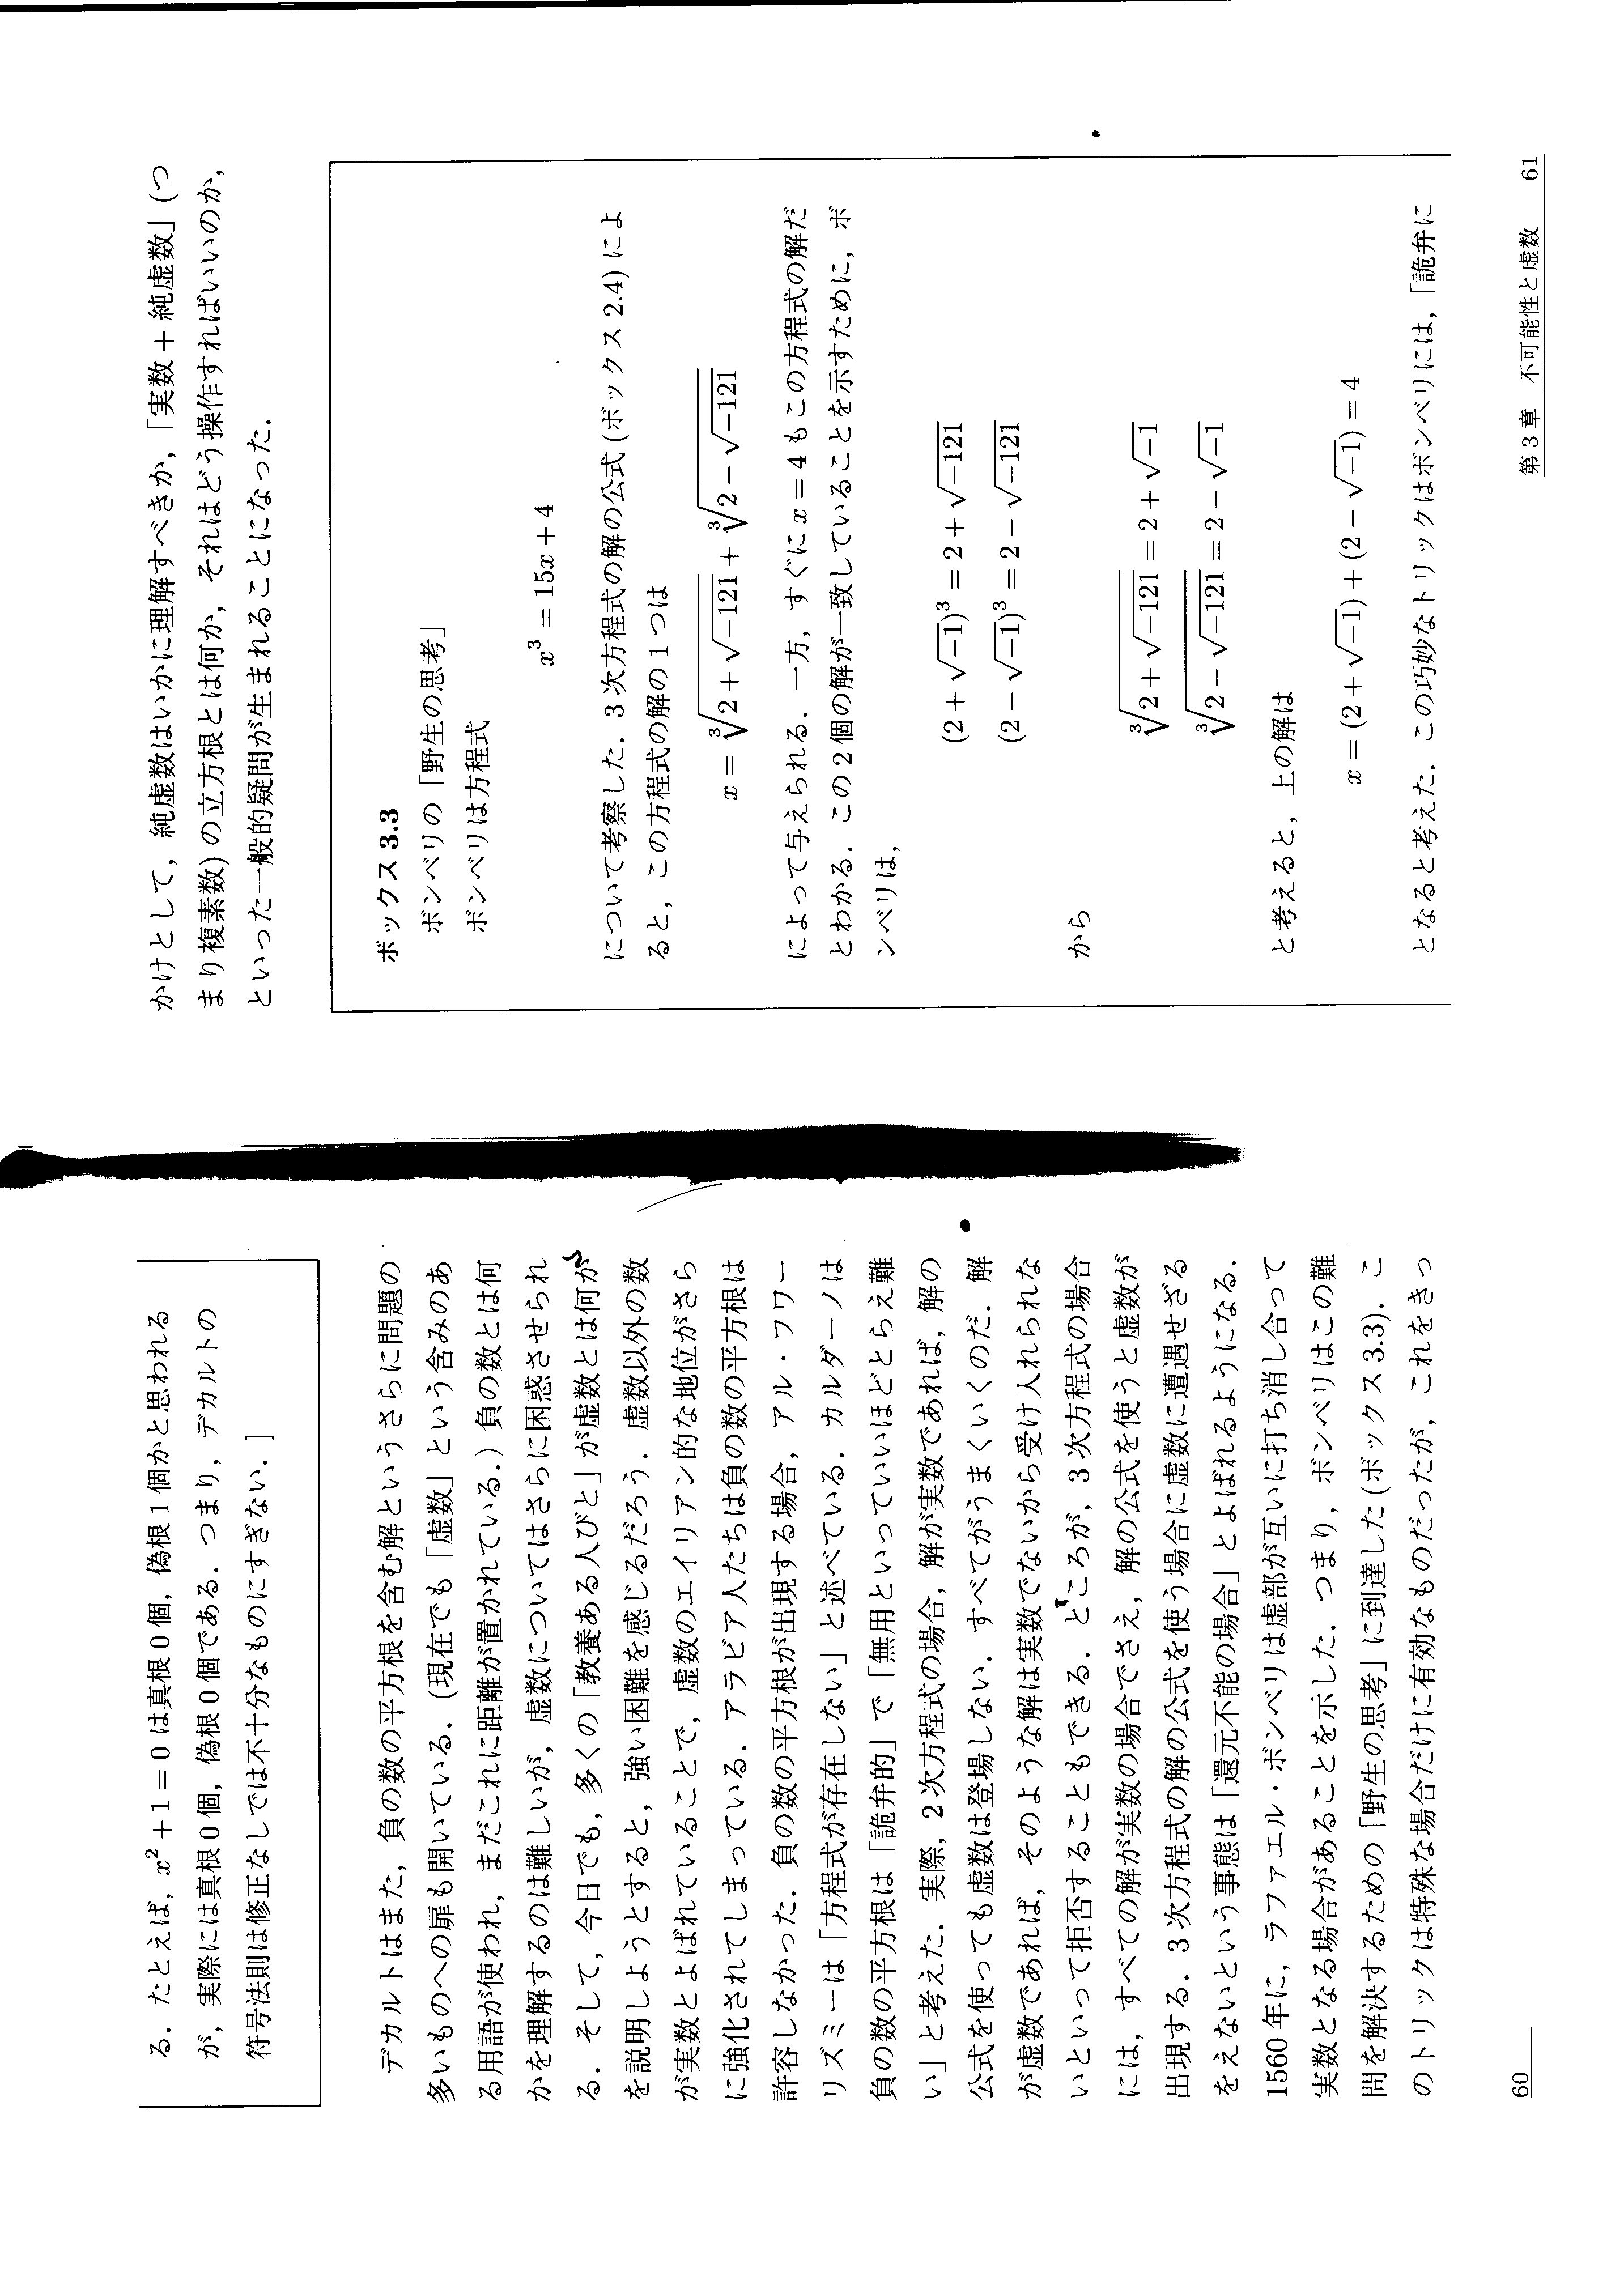 る．たとえば，x² + 1 = 0 は真根 0 個，偽根 1 個かと思われる
が，実際には真根 0 個，偽根 0 個である．つまり，デカルトの
符号法則は修正なしでは不十分なものにすぎない．］
デカルトはまた，負の数の平方根を含む解というさらに問題の
多いものへの扉も開いている．(現在でも「虚数」という含みのあ
る用語が使われ，まだこれに距離が置かれている．) 負の数とは何
かを理解するのは難しいが，虚数についてはさらに困惑させられ
る．そして，今日でも，多くの「教養ある人びと」が虚数とは何か
を説明しようとすると，強い困難を感じるだろう．虚数以外の数
が実数とよばれていることで，虚数のエイリアン的な地位がさら
に強化されてしまっている．アラビア人たちは負の数の平方根は
許容しなかった．負の数の平方根が出現する場合，アル・フワー
リズミーは「方程式が存在しない」と述べている．カルダーノは
負の数の平方根は「詭弁的」で「無用といっていいほどとらえ難
い」と考えた．実際，2 次方程式の場合，解が実数であれば，解の
公式を使っても虚数は登場しない．すべてがうまくいくのだ．解
が虚数であれば，そのような解は実数でないから受け入れられな
いといって拒否することもできる．ところが，3 次方程式の場合
には，すべての解が実数の場合でさえ，解の公式を使うと虚数が
出現する．3 次方程式の解の公式を使う場合に虚数に遭遇せざる
をえないという事態は「還元不能の場合」とよばれるようになる．
1560 年に，ラファエル・ボンベリは虚部が互いに打ち消し合って
実数となる場合があることを示した．つまり，ボンベリはこの難
問を解決するための「野生の思考」に到達した (ボックス 3.3)．こ
のトリックは特殊な場合だけに有効なものだったが，これをきっ
60
かけとして，純虚数はいかに理解すべきか，「実数 + 純虚数」(つ
まり複素数) の立方根とは何か，それはどう操作すればいいのか，
といった一般的疑問が生まれることになった．
ボックス 3.3
ボンベリの「野生の思考」
ボンベリは方程式
x³ = 15x + 4
について考察した．3 次方程式の解の公式 (ボックス 2.4) によ
ると，この方程式の解の 1 つは
x = ∛(2 + √−121) + ∛(2 − √−121)
によって与えられる．一方，すぐに x = 4 もこの方程式の解だ
とわかる．この 2 個の解が一致していることを示すために，ボ
ンベリは，
(2 + √−1)³ = 2 + √−121
(2 − √−1)³ = 2 − √−121
から
∛(2 + √−121) = 2 + √−1
∛(2 − √−121) = 2 − √−1
と考えると，上の解は
x = (2 + √−1) + (2 − √−1) = 4
となると考えた．この巧妙なトリックはボンベリには，「詭弁に
第 3 章　不可能性と虚数　61